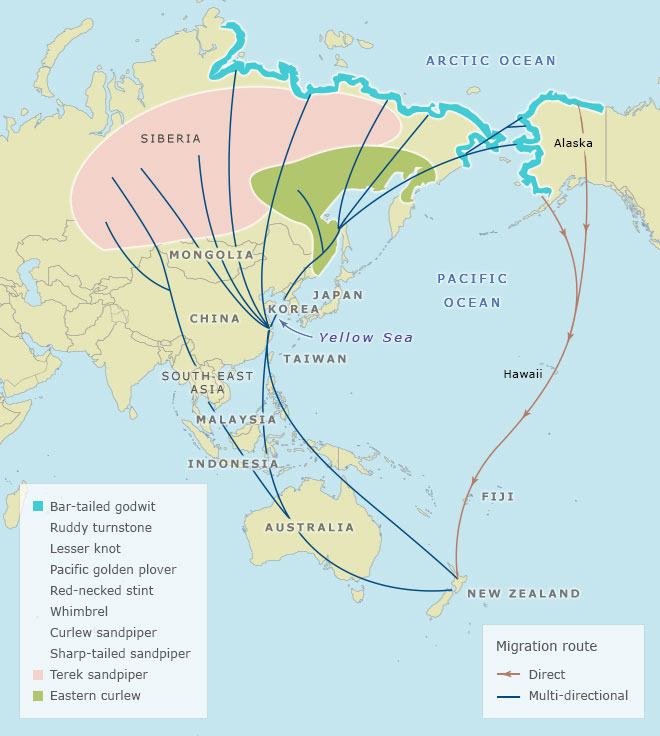 ARCTIC OCEAN
SIBERIA
Alaska
MONGOLIA
PACIFIC
OCEAN
JAPAN
KOREA
CHINA
Yellow Sea
TAIWAN
SOUTH-EAST
ASIA
Hawaii
MALAYSIA
INDONESIA
FIJI
AUSTRALIA
NEW ZEALAND
Bar-tailed godwit
Ruddy turnstone
Lesser knot
Pacific golden plover
Red-necked stint
Whimbrel
Curlew sandpiper
Sharp-tailed sandpiper
Terek sandpiper
Eastern curlew
Migration route
Direct
Multi-directional